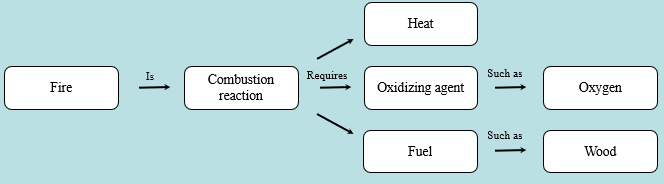 Heat
Fire
Is
Combustion
reaction
Requires
Oxidizing agent
Such as
Oxygen
Fuel
Such as
Wood